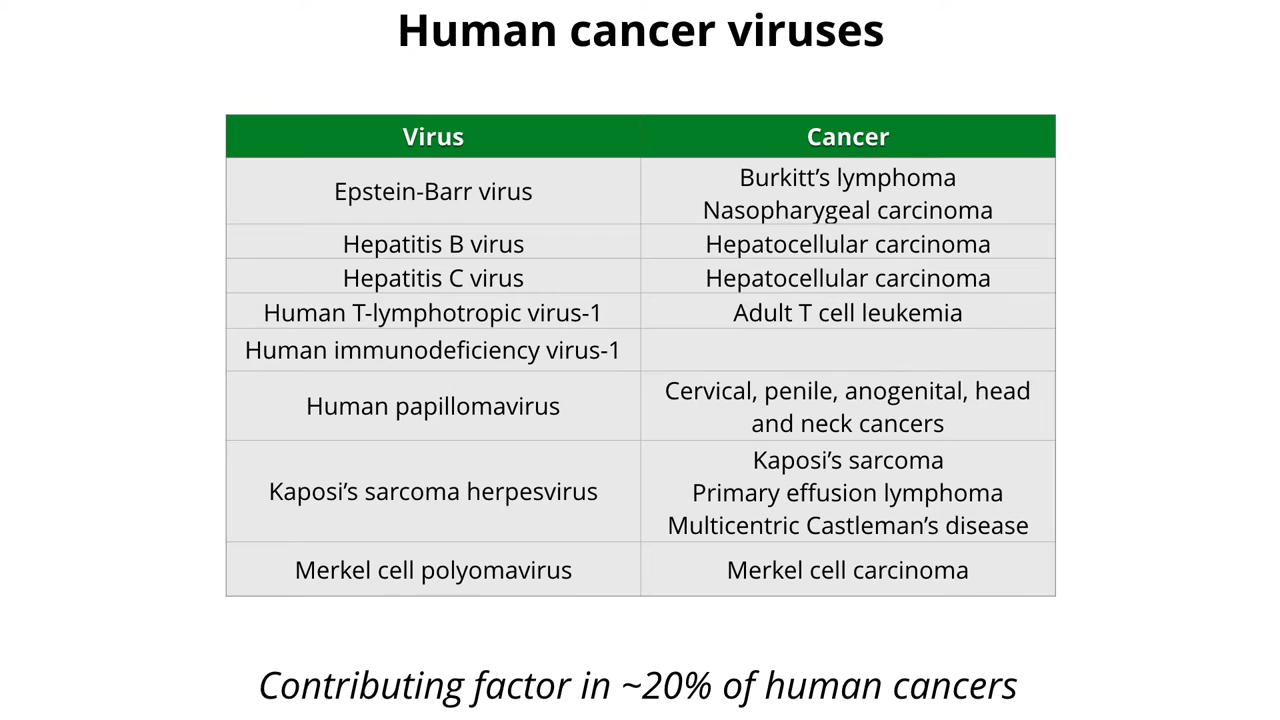 Human cancer viruses
Virus Cancer
Epstein-Barr virus
Burkitt’s lymphoma
Nasopharygeal carcinoma
Hepatitis B virus Hepatocellular carcinoma
Hepatitis C virus Hepatocellular carcinoma
Human T-lymphotropic virus-1 Adult T cell leukemia
Human immunodeficiency virus-1
Human papillomavirus
Cervical, penile, anogenital, head
and neck cancers
Kaposi’s sarcoma herpesvirus
Kaposi’s sarcoma
Primary effusion lymphoma
Multicentric Castleman’s disease
Merkel cell polyomavirus Merkel cell carcinoma
Contributing factor in ~20% of human cancers